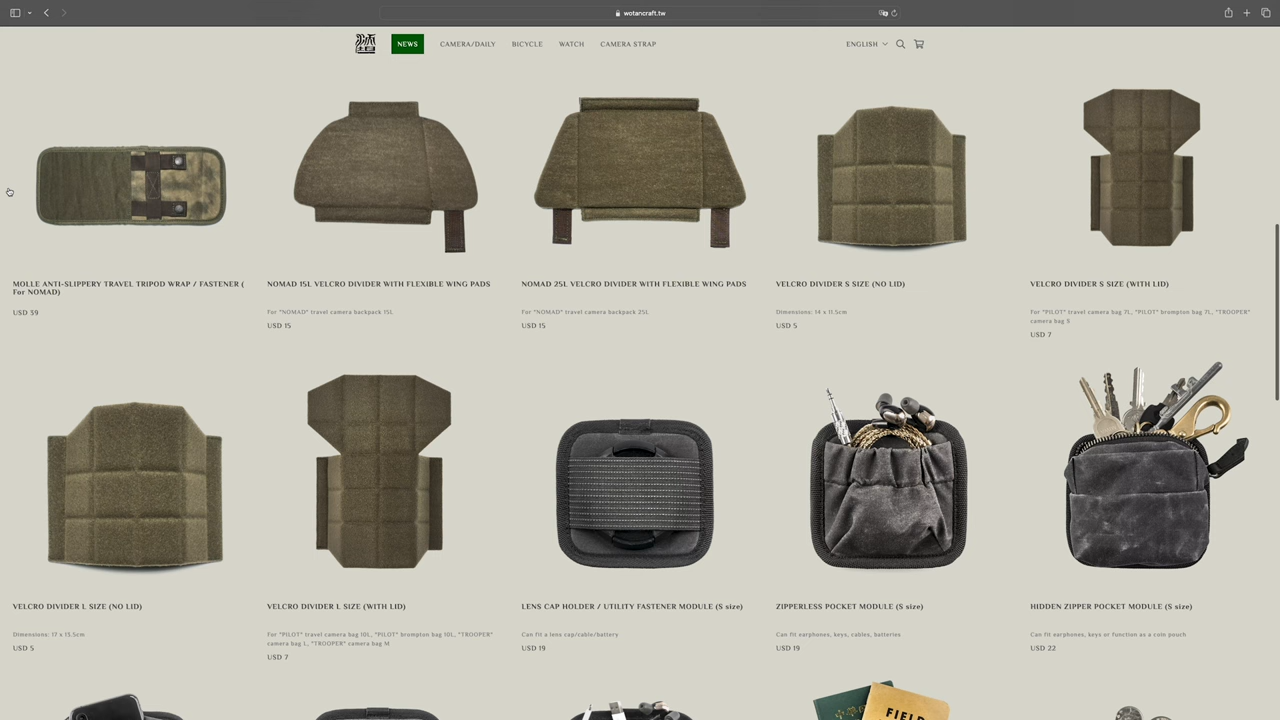 wotancraft.tw
NEWS
CAMERA/DAILY
BICYCLE
WATCH
CAMERA STRAP
ENGLISH
MOLLE ANTI-SLIPPERY TRAVEL TRIPOD WRAP / FASTENER (
For NOMAD)
USD 39
NOMAD 15L VELCRO DIVIDER WITH FLEXIBLE WING PADS
For "NOMAD" travel camera backpack 15L
USD 15
NOMAD 25L VELCRO DIVIDER WITH FLEXIBLE WING PADS
For "NOMAD" travel camera backpack 25L
USD 15
VELCRO DIVIDER S SIZE (NO LID)
Dimensions: 14 x 11.5cm
USD 5
VELCRO DIVIDER S SIZE (WITH LID)
For "PILOT" travel camera bag 7L, "PILOT" brompton bag 7L, "TROOPER"
camera bag S
USD 7
VELCRO DIVIDER L SIZE (NO LID)
Dimensions: 17 x 13.5cm
USD 5
VELCRO DIVIDER L SIZE (WITH LID)
For "PILOT" travel camera bag 10L, "PILOT" brompton bag 10L, "TROOPER"
camera bag L, "TROOPER" camera bag M
USD 7
LENS CAP HOLDER / UTILITY FASTENER MODULE (S size)
Can fit a lens cap/cable/battery
USD 19
ZIPPERLESS POCKET MODULE (S size)
Can fit earphones, keys, cables, batteries
USD 19
HIDDEN ZIPPER POCKET MODULE (S size)
Can fit earphones, keys or function as a coin pouch
USD 22
FIELD